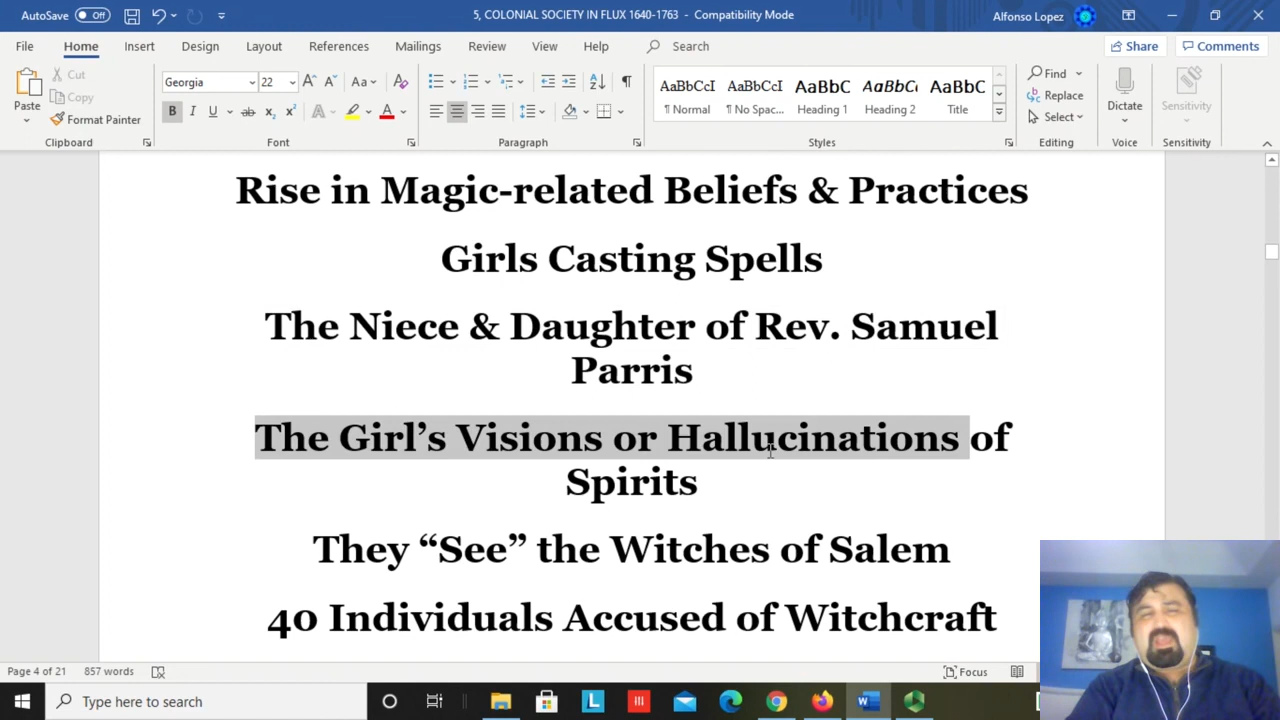 AutoSave Off
5, COLONIAL SOCIETY IN FLUX 1640-1763 - Compatibility Mode
Alfonso Lopez
File Home Insert Design Layout References Mailings Review View Help Search Share Comments
Paste
Cut
Copy
Format Painter
Clipboard
Georgia 22
Font
Paragraph
AaBbCcI AaBbCcI AaBbC AaBbC AaBbC
¶ Normal ¶ No Spac... Heading 1 Heading 2 Title
Styles
Find
Replace
Select
Editing
Dictate
Voice
Sensitivity
Sensitivity
Rise in Magic-related Beliefs & Practices
Girls Casting Spells
The Niece & Daughter of Rev. Samuel
Parris
The Girl’s Visions or Hallucinations of
Spirits
They “See” the Witches of Salem
40 Individuals Accused of Witchcraft
Page 4 of 21 857 words Focus
Type here to search